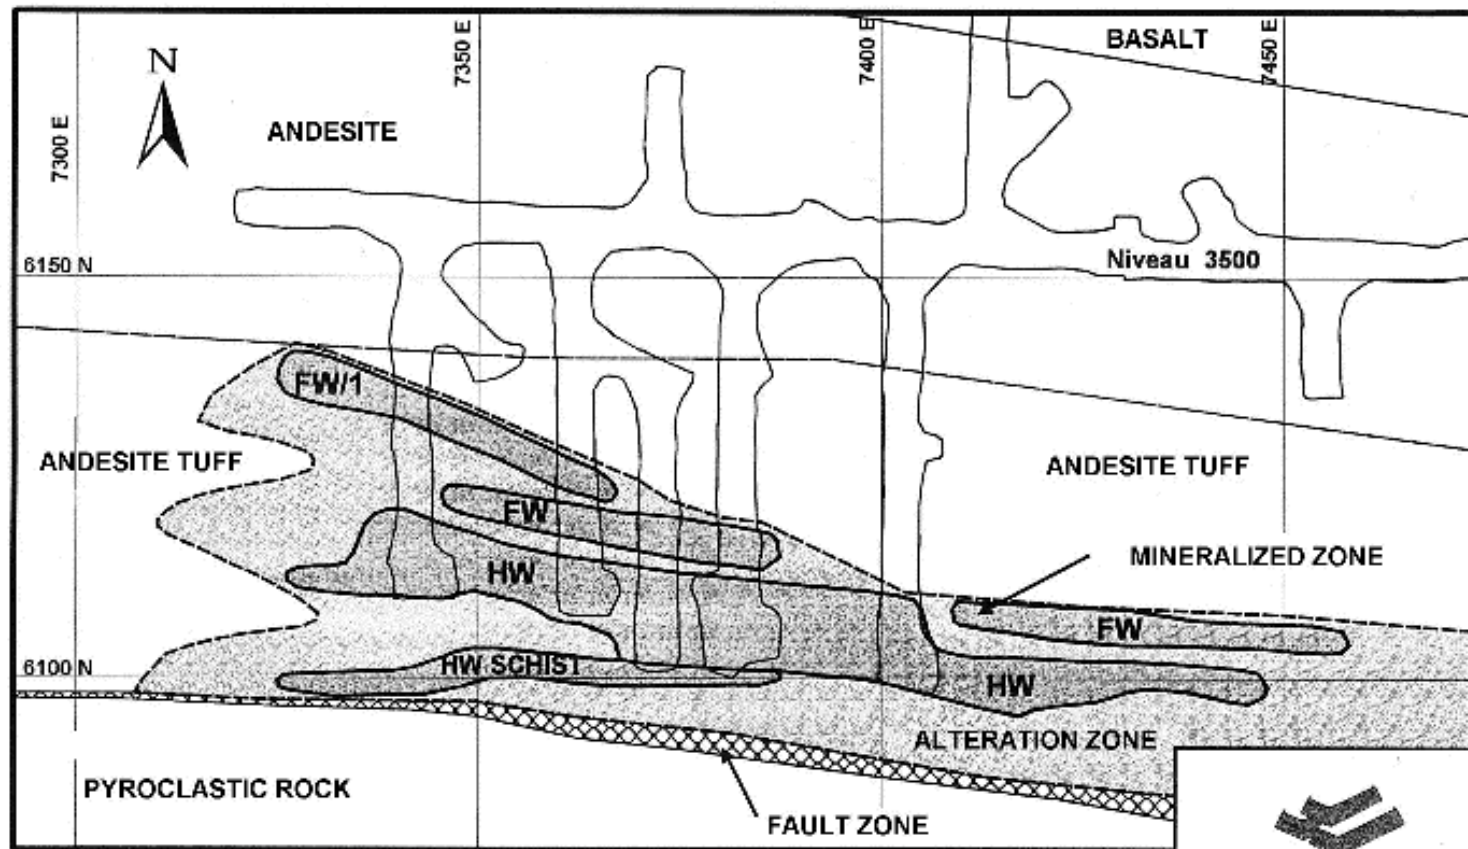 7300 E
7350 E
7400 E
7450 E
BASALT
N
ANDESITE
6150 N
Niveau 3500
FW/1
ANDESITE TUFF
ANDESITE TUFF
FW
MINERALIZED ZONE
HW
FW
6100 N
HW SCHIST
HW
ALTERATION ZONE
PYROCLASTIC ROCK
FAULT ZONE